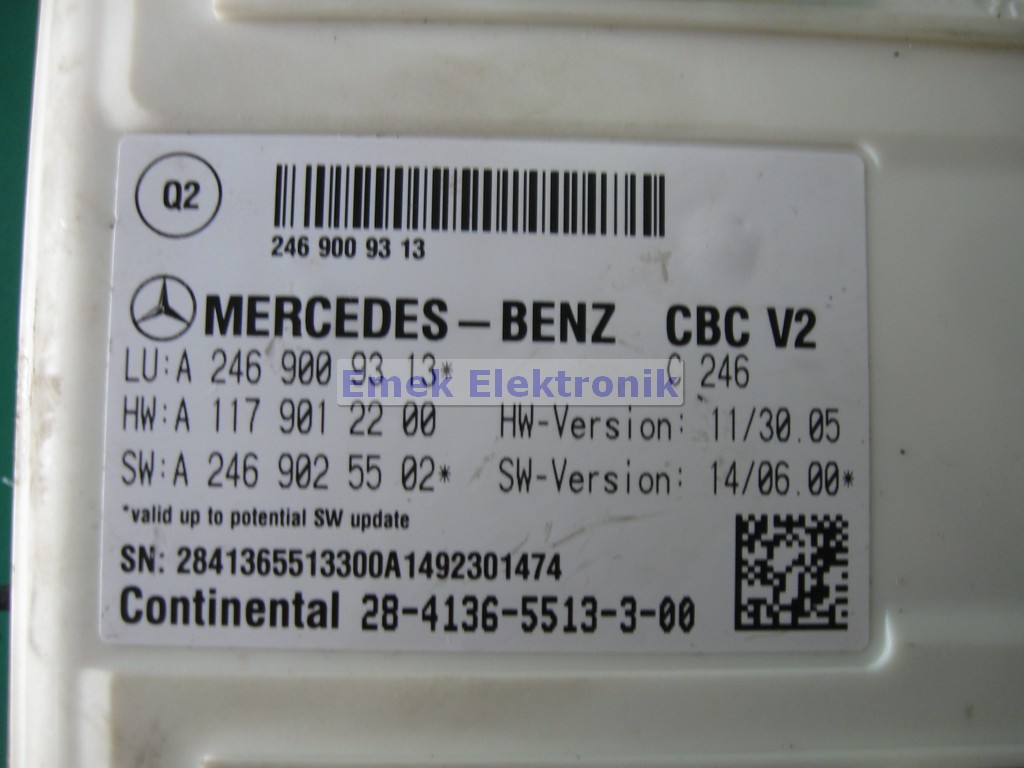 Q2
246 900 93 13
MERCEDES – BENZ CBC V2
LU:A 246 900 93 13* C 246
Emek Elektronik
HW:A 117 901 22 00 HW-Version: 11/30.05
SW:A 246 902 55 02* SW-Version: 14/06.00*
*valid up to potential SW update
SN: 2841365513300A1492301474
Continental 28-4136-5513-3-00